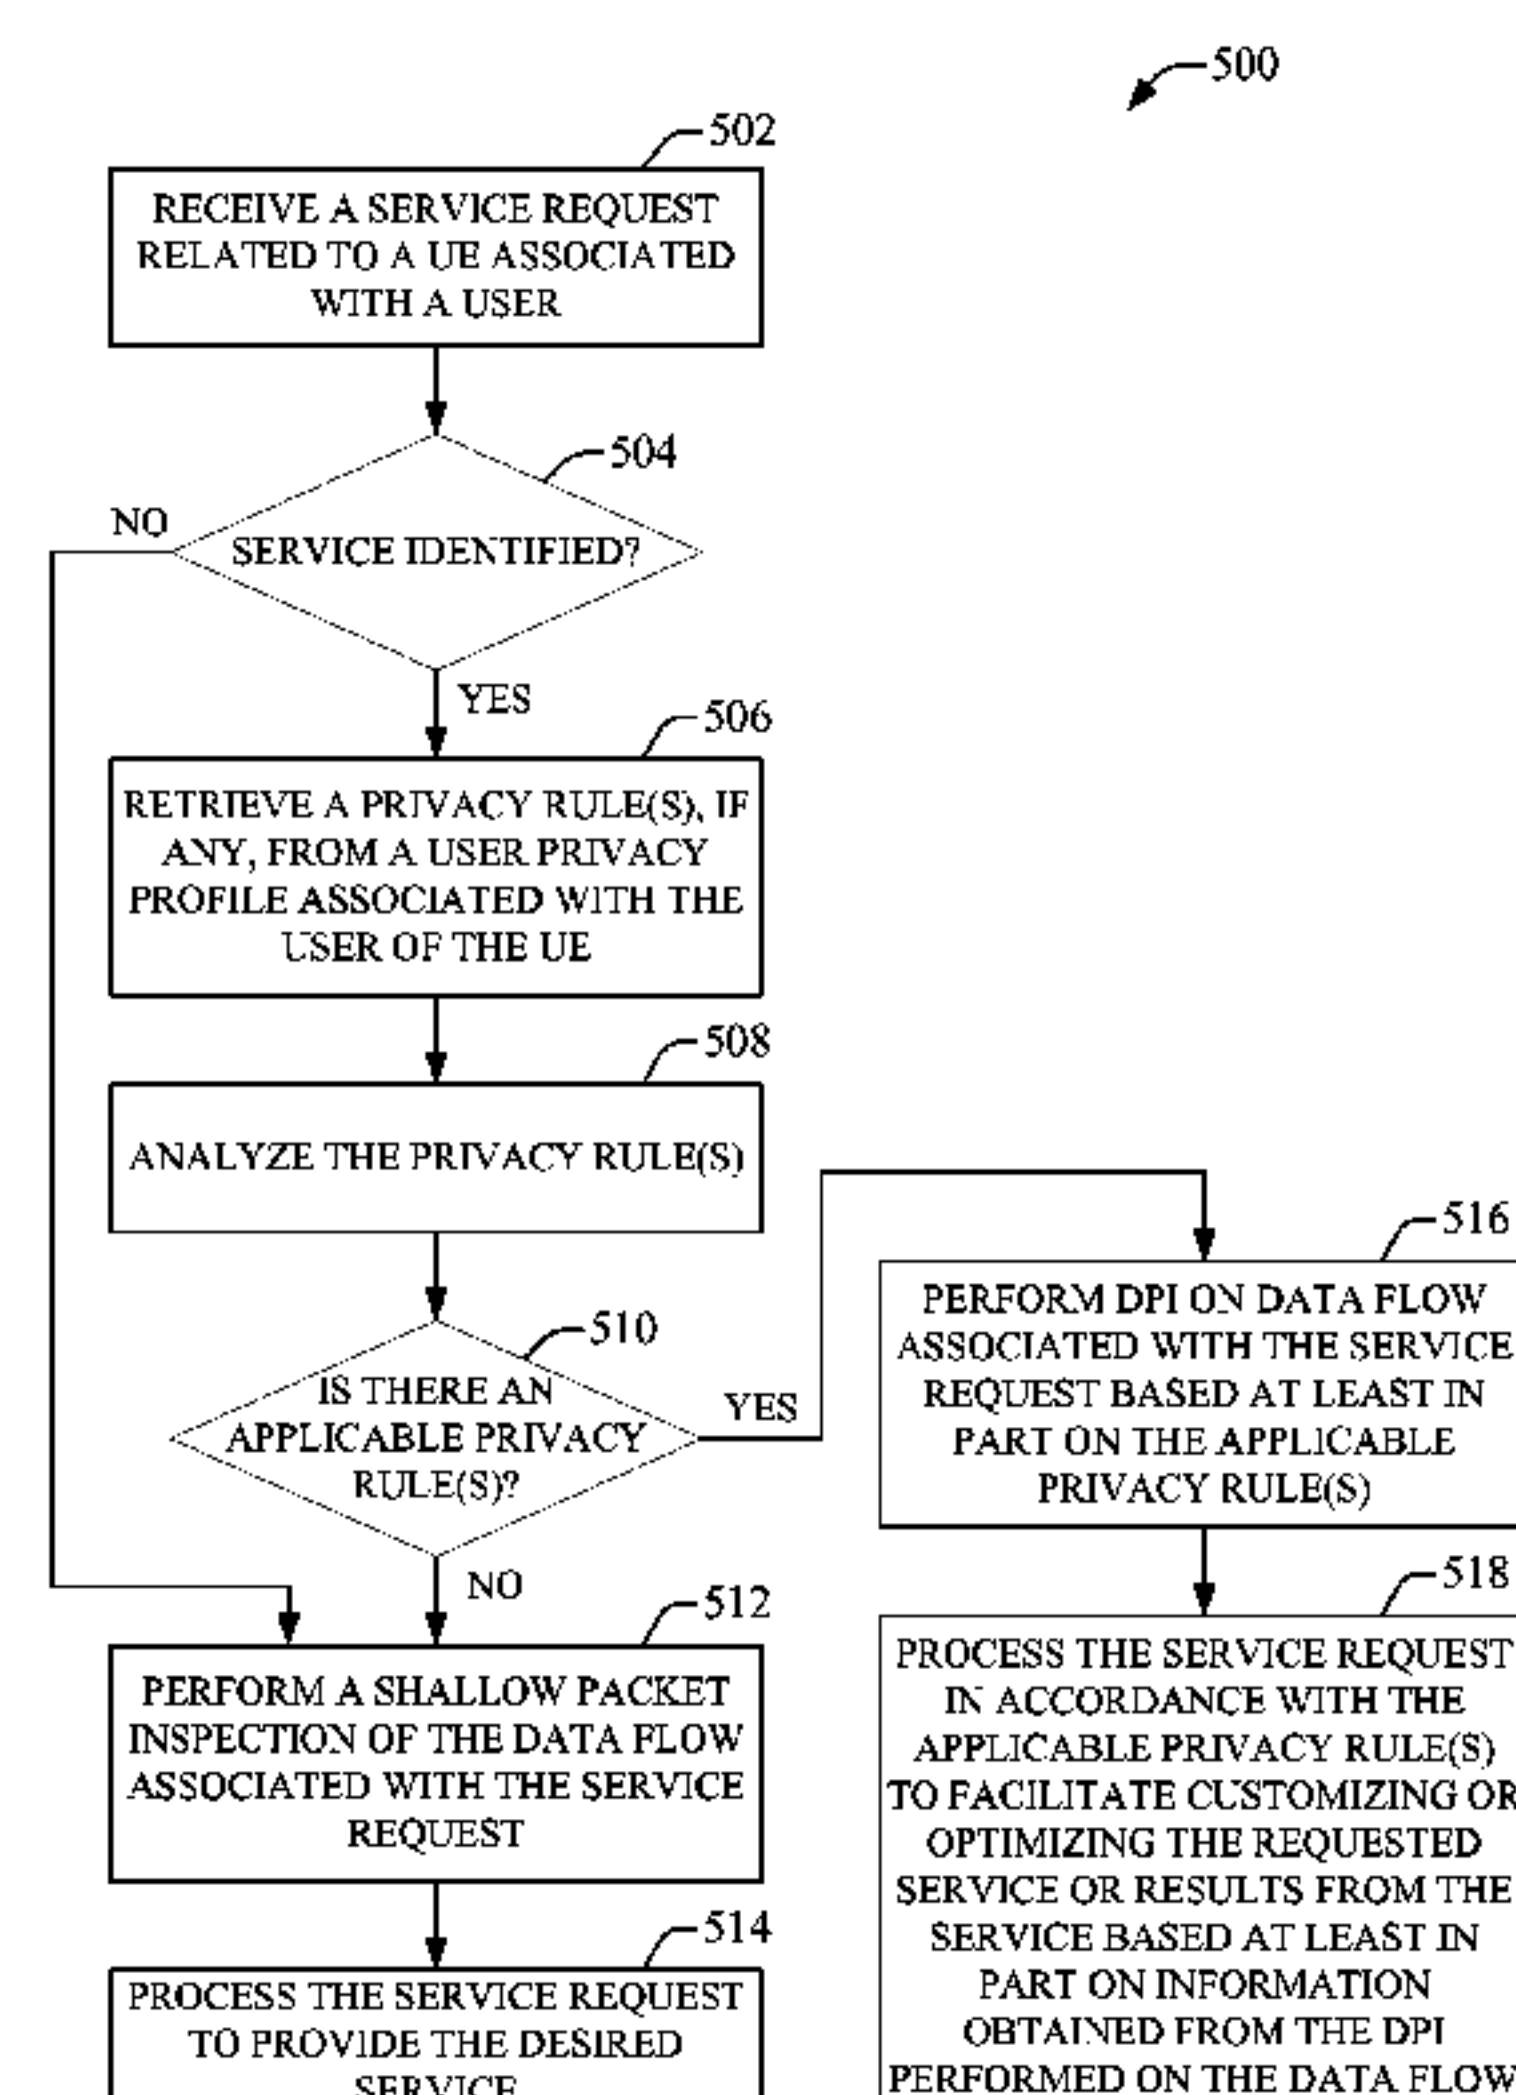 500
502
RECEIVE A SERVICE REQUEST
RELATED TO A UE ASSOCIATED
WITH A USER
504
NO
SERVICE IDENTIFIED?
YES
506
RETRIEVE A PRIVACY RULE(S), IF
ANY, FROM A USER PRIVACY
PROFILE ASSOCIATED WITH THE
USER OF THE UE
508
ANALYZE THE PRIVACY RULE(S)
510
IS THERE AN
APPLICABLE PRIVACY
RULE(S)?
YES
NO
512
PERFORM A SHALLOW PACKET
INSPECTION OF THE DATA FLOW
ASSOCIATED WITH THE SERVICE
REQUEST
514
PROCESS THE SERVICE REQUEST
TO PROVIDE THE DESIRED
SERVICE
516
PERFORM DPI ON DATA FLOW
ASSOCIATED WITH THE SERVICE
REQUEST BASED AT LEAST IN
PART ON THE APPLICABLE
PRIVACY RULE(S)
518
PROCESS THE SERVICE REQUEST
IN ACCORDANCE WITH THE
APPLICABLE PRIVACY RULE(S)
TO FACILITATE CUSTOMIZING OR
OPTIMIZING THE REQUESTED
SERVICE OR RESULTS FROM THE
SERVICE BASED AT LEAST IN
PART ON INFORMATION
OBTAINED FROM THE DPI
PERFORMED ON THE DATA FLOW